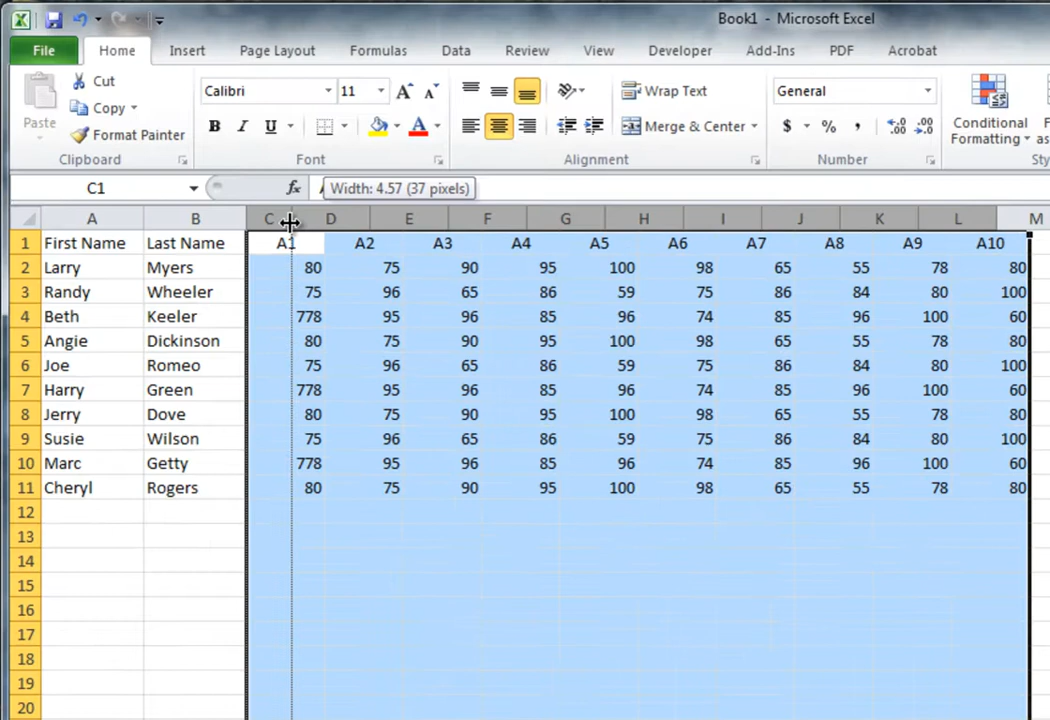 Book1 - Microsoft Excel
File Home Insert Page Layout Formulas Data Review View Developer Add-Ins PDF Acrobat
Paste
Cut
Copy
Format Painter
Clipboard
Calibri 11 A A
B I U A
Font
Wrap Text
Merge & Center
Alignment
General
$ % , .0 .00 .00 .0
Number
Conditional
Formatting
C1 fx Width: 4.57 (37 pixels)
A B C D E F G H I J K L M
1 First Name Last Name A1 A2 A3 A4 A5 A6 A7 A8 A9 A10
2 Larry Myers 80 75 90 95 100 98 65 55 78 80
3 Randy Wheeler 75 96 65 86 59 75 86 84 80 100
4 Beth Keeler 778 95 96 85 96 74 85 96 100 60
5 Angie Dickinson 80 75 90 95 100 98 65 55 78 80
6 Joe Romeo 75 96 65 86 59 75 86 84 80 100
7 Harry Green 778 95 96 85 96 74 85 96 100 60
8 Jerry Dove 80 75 90 95 100 98 65 55 78 80
9 Susie Wilson 75 96 65 86 59 75 86 84 80 100
10 Marc Getty 778 95 96 85 96 74 85 96 100 60
11 Cheryl Rogers 80 75 90 95 100 98 65 55 78 80
12
13
14
15
16
17
18
19
20